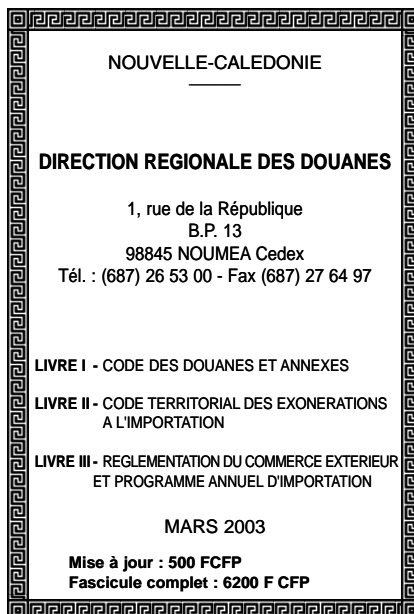 NOUVELLE-CALEDONIE
DIRECTION REGIONALE DES DOUANES
1, rue de la République
B.P. 13
98845 NOUMEA Cedex
Tél. : (687) 26 53 00 - Fax (687) 27 64 97
LIVRE I - CODE DES DOUANES ET ANNEXES
LIVRE II - CODE TERRITORIAL DES EXONERATIONS
A L'IMPORTATION
LIVRE III - REGLEMENTATION DU COMMERCE EXTERIEUR
ET PROGRAMME ANNUEL D'IMPORTATION
MARS 2003
Mise à jour : 500 FCFP
Fascicule complet : 6200 F CFP